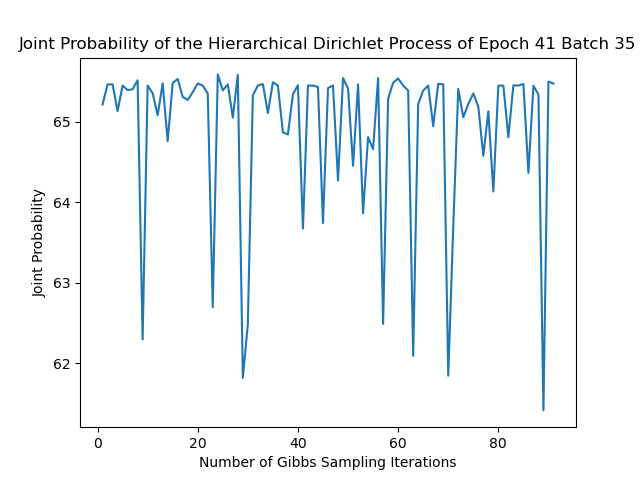 Joint Probability of the Hierarchical Dirichlet Process of Epoch 41 Batch 35
Joint Probability
65
64
63
62
0 20 40 60 80
Number of Gibbs Sampling Iterations